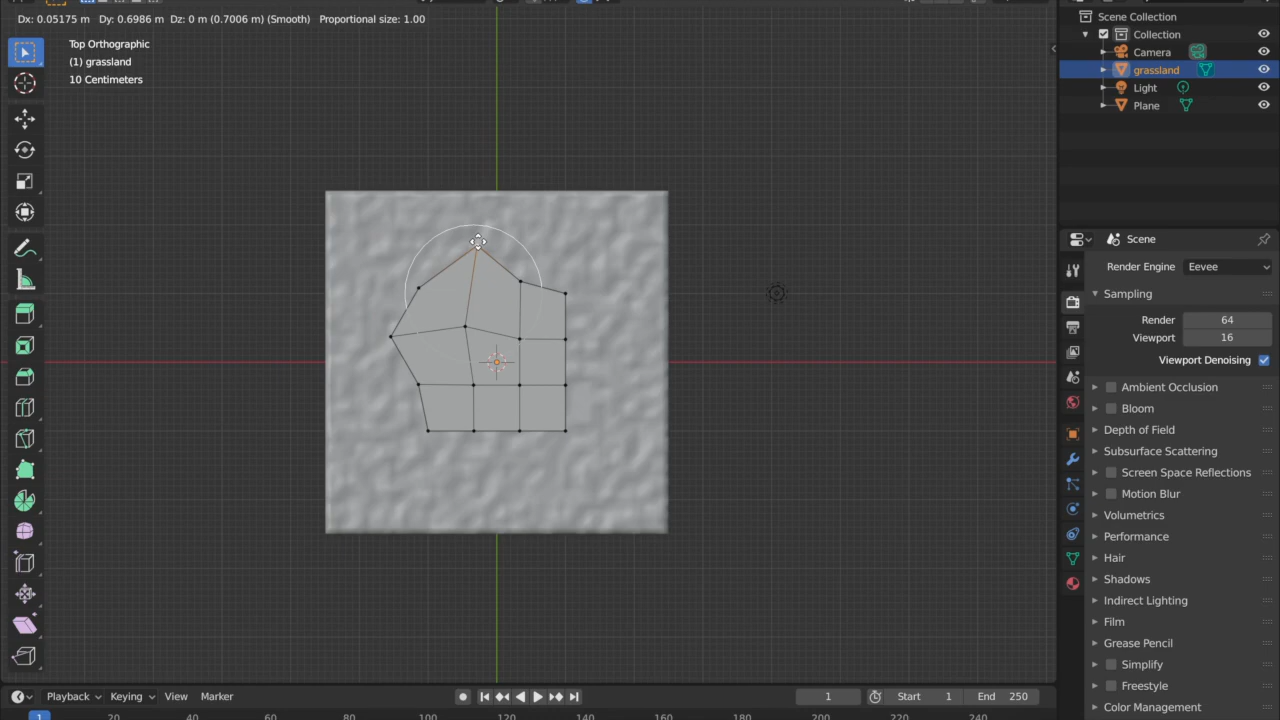 Dx: 0.05175 m   Dy: 0.6986 m   Dz: 0 m (0.7006 m) (Smooth)   Proportional size: 1.00
Top Orthographic
(1) grassland
10 Centimeters
Scene Collection
Collection
Camera
grassland
Light
Plane
Scene
Render Engine Eevee
Sampling
Render 64
Viewport 16
Viewport Denoising
Ambient Occlusion
Bloom
Depth of Field
Subsurface Scattering
Screen Space Reflections
Motion Blur
Volumetrics
Performance
Hair
Shadows
Indirect Lighting
Film
Grease Pencil
Simplify
Freestyle
Color Management
Playback Keying View Marker 1 Start 1 End 250
1 20 40 60 80 100 120 140 160 180 200 220 240